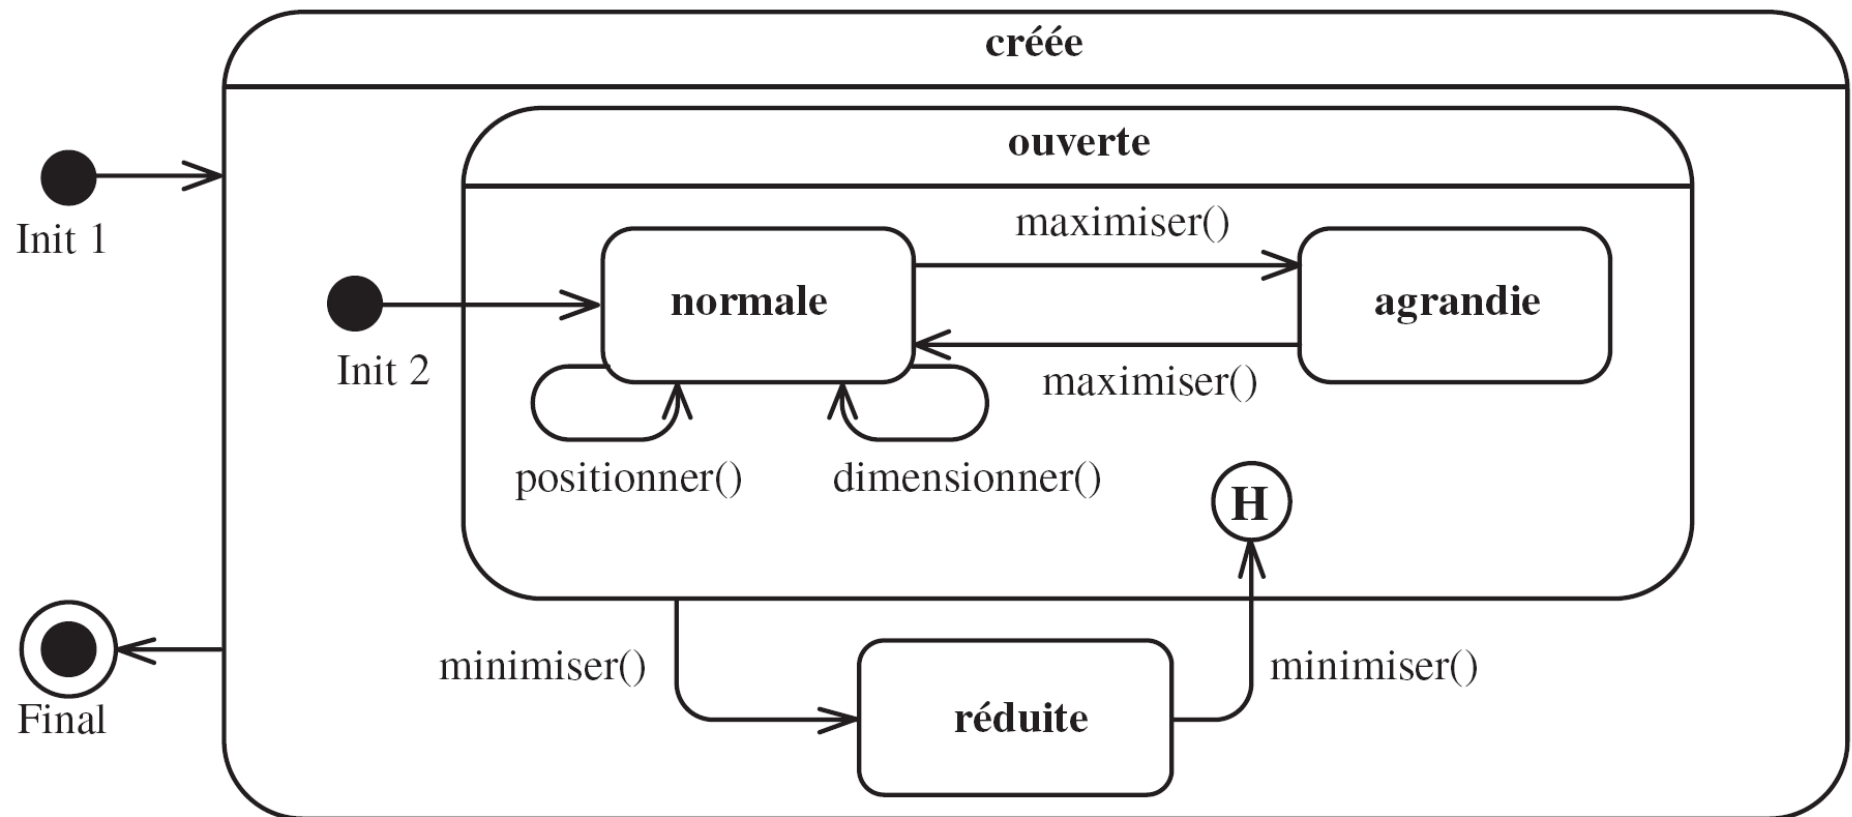 créée
ouverte
Init 1
maximiser()
normale
agrandie
Init 2
maximiser()
positionner()
dimensionner()
H
minimiser()
minimiser()
réduite
Final